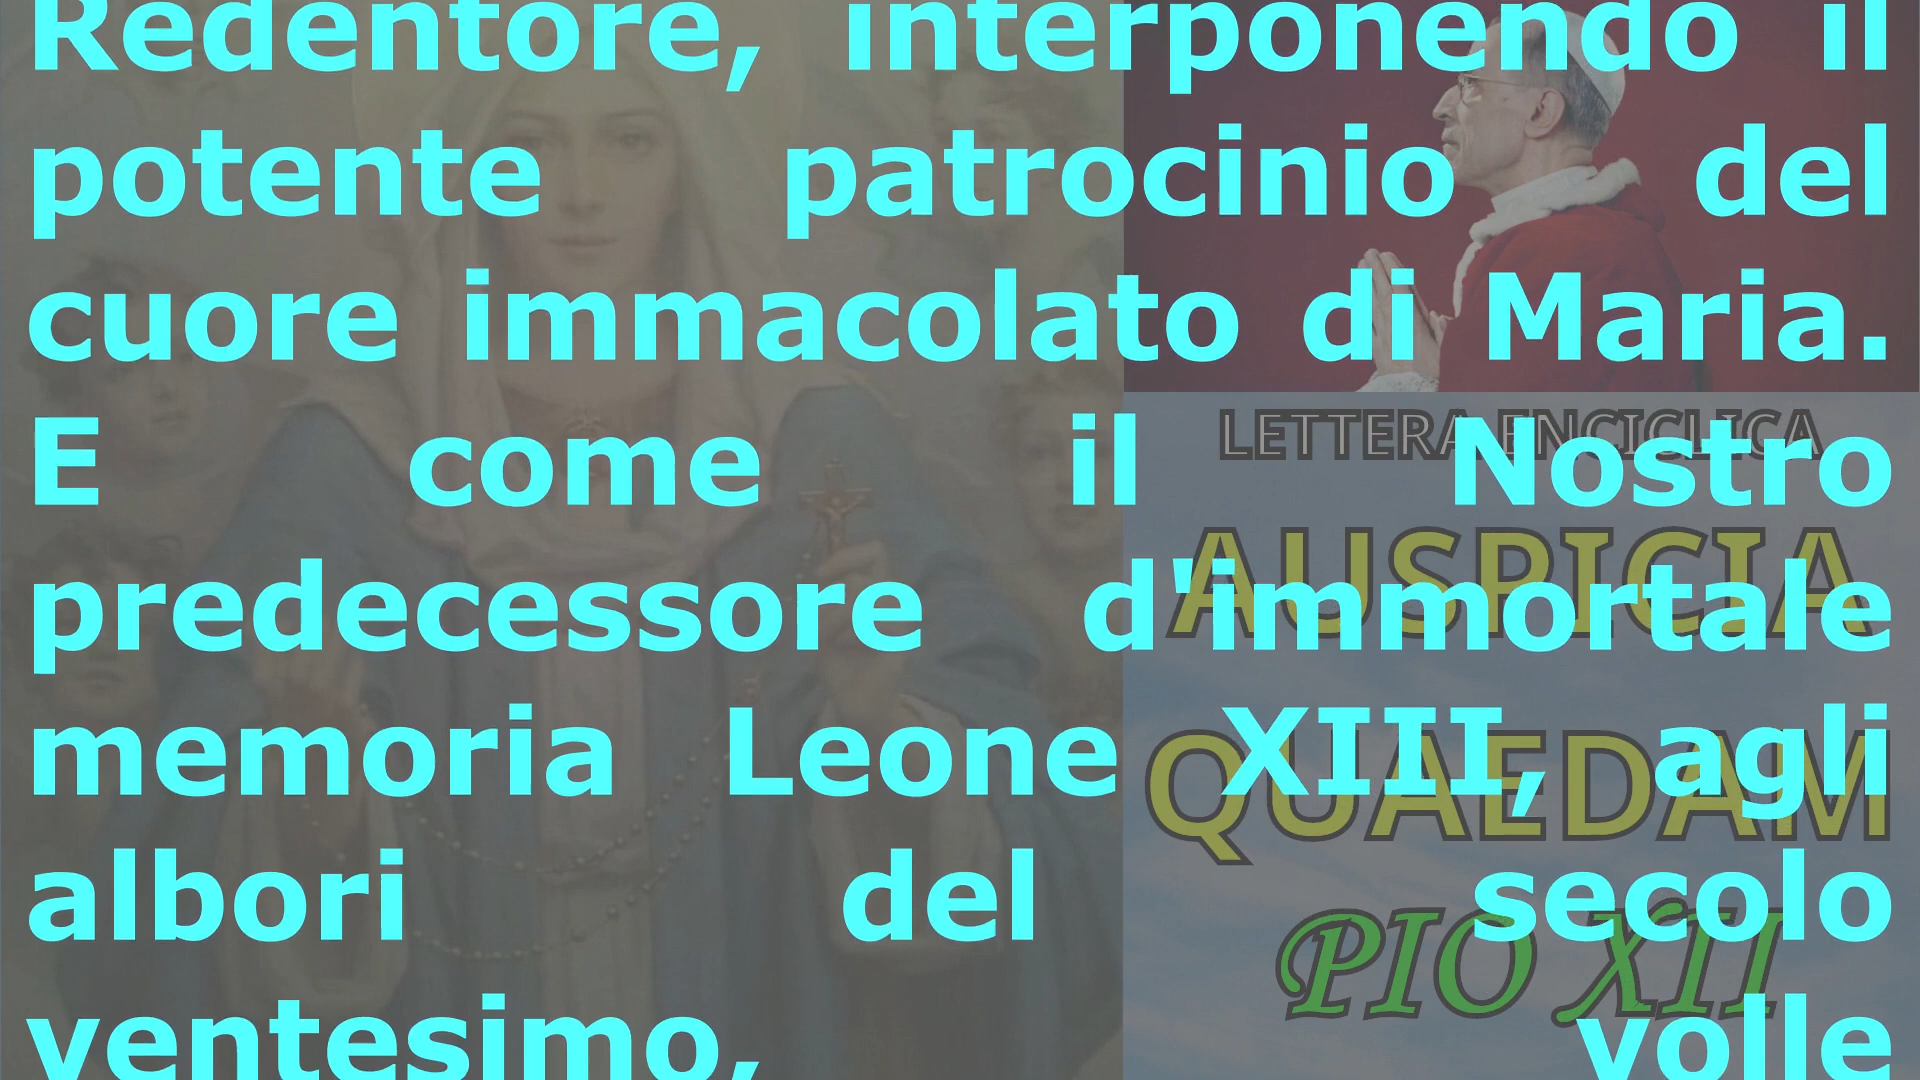 Redentore, interponendo il
potente patrocinio del
cuore immacolato di Maria.
E come il Nostro
predecessore d'immortale
memoria Leone XIII, agli
albori del secolo
ventesimo, volle
LETTERA ENCICLICA
AUSPICIA
QUAEDAM
PIO XII